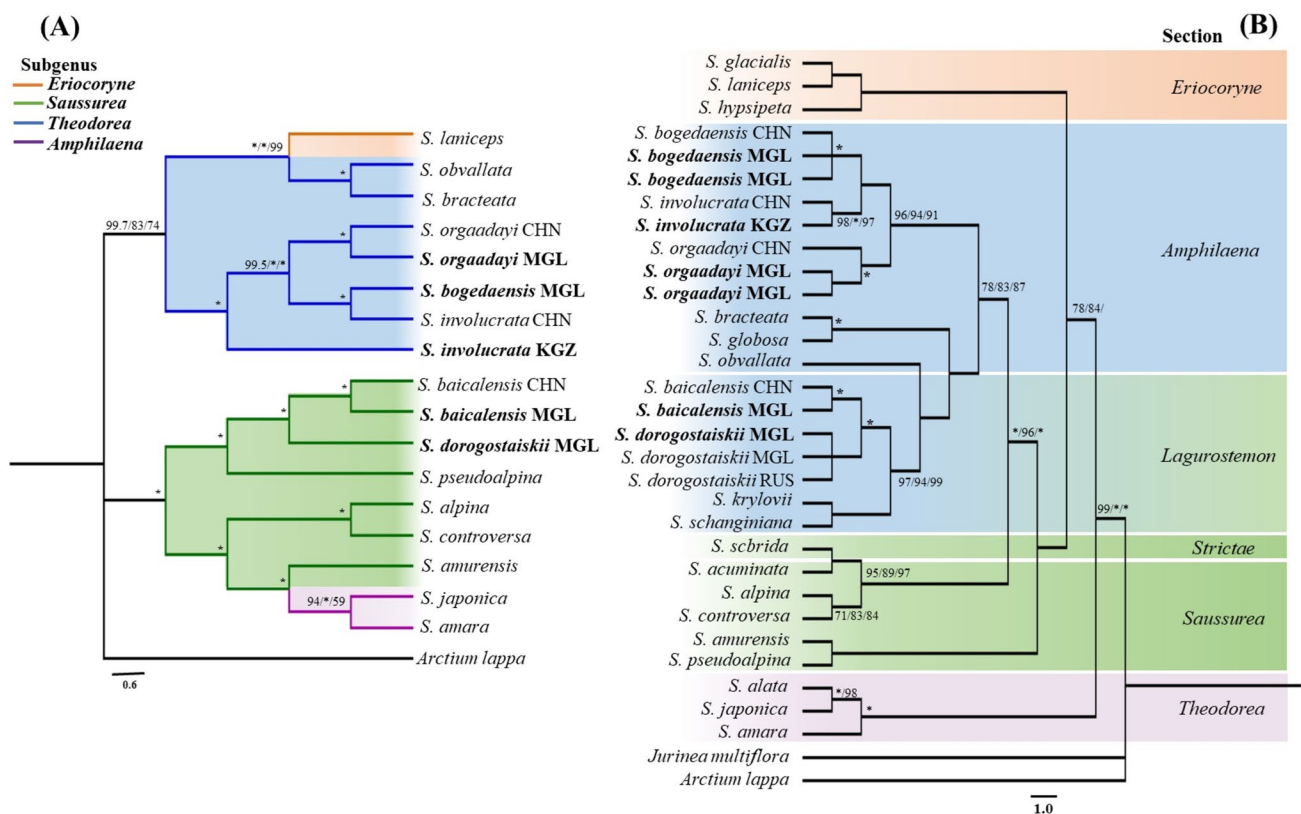 (A)
Subgenus
Eriocoryne
Saussurea
Theodorea
Amphilaena
S. laniceps
*/*/99
S. obvallata
*
S. bracteata
99.7/83/74
S. orgaadayi CHN
*
S. orgaadayi MGL
99.5/*/*
S. bogedaensis MGL
*
*
S. involucrata CHN
S. involucrata KGZ
S. baicalensis CHN
*
S. baicalensis MGL
*
*
S. dorogostaiskii MGL
S. pseudoalpina
*
S. alpina
S. controversa
*
S. amurensis
*
S. japonica
94/*/59
S. amara
Arctium lappa
0.6
Section
(B)
S. glacialis
S. laniceps
Eriocoryne
S. hypsipeta
S. bogedaensis CHN
*
S. bogedaensis MGL
S. bogedaensis MGL
S. involucrata CHN
98/*/97
96/94/91
S. involucrata KGZ
S. orgaadayi CHN
Amphilaena
S. orgaadayi MGL
*
S. orgaadayi MGL
78/83/87
78/84/
S. bracteata
*
S. globosa
S. obvallata
S. baicalensis CHN
*
S. baicalensis MGL
*
S. dorogostaiskii MGL
*/96/*
S. dorogostaiskii MGL
Lagurostemon
S. dorogostaiskii RUS
97/94/99
S. krylovii
S. schanginiana
99/*/*
S. scbrida
Strictae
S. acuminata
95/89/97
S. alpina
S. controversa
71/83/84
Saussurea
S. amurensis
S. pseudoalpina
S. alata
*/98
S. japonica
*
Theodorea
S. amara
Jurinea multiflora
Arctium lappa
1.0